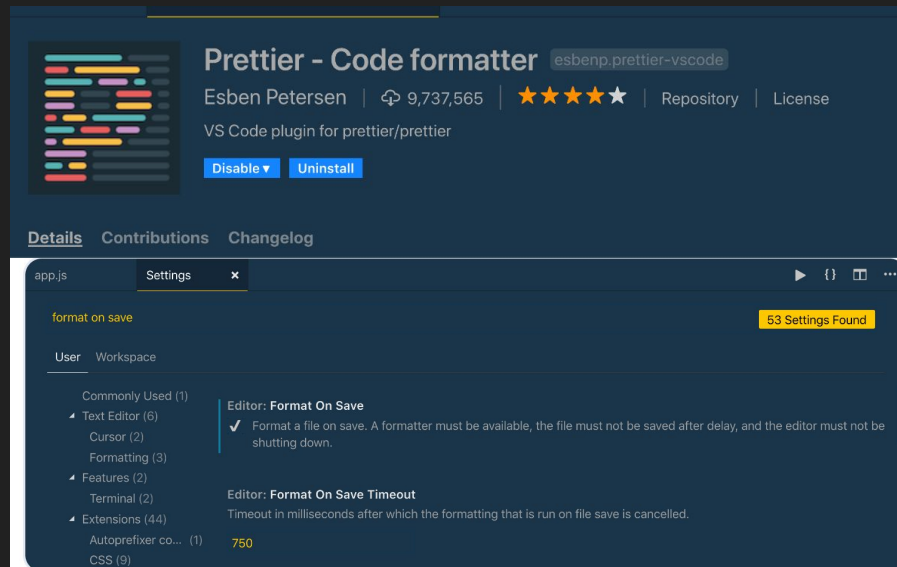 Prettier - Code formatter esbenp.prettier-vscode
Esben Petersen | 9,737,565 | Repository | License
VS Code plugin for prettier/prettier
Disable Uninstall
Details Contributions Changelog
app.js Settings ×
format on save 53 Settings Found
User Workspace
Commonly Used (1)
Text Editor (6)
Cursor (2)
Formatting (3)
Features (2)
Terminal (2)
Extensions (44)
Autoprefixer co... (1)
CSS (9)
Editor: Format On Save
Format a file on save. A formatter must be available, the file must not be saved after delay, and the editor must not be
shutting down.
Editor: Format On Save Timeout
Timeout in milliseconds after which the formatting that is run on file save is cancelled.
750